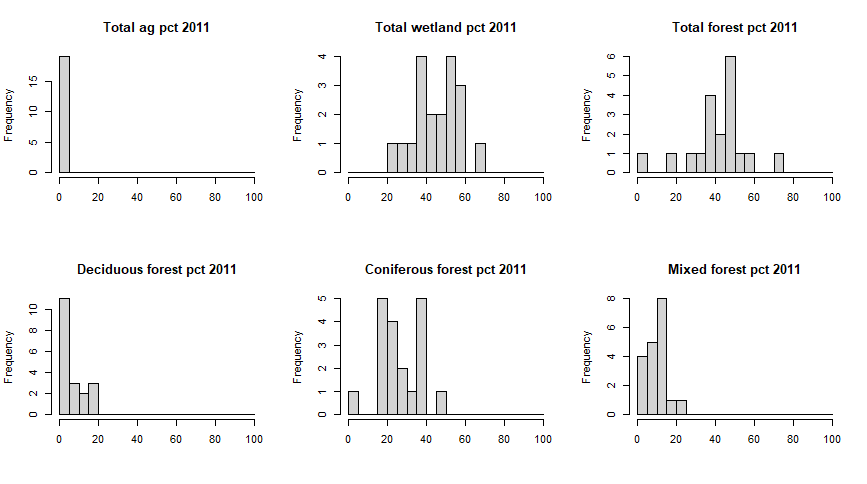 Total ag pct 2011
Frequency
0 5 10 15
0 20 40 60 80 100
Total wetland pct 2011
Frequency
0 1 2 3 4
0 20 40 60 80 100
Total forest pct 2011
Frequency
0 1 2 3 4 5 6
0 20 40 60 80 100
Deciduous forest pct 2011
Frequency
0 2 4 6 8 10
0 20 40 60 80 100
Coniferous forest pct 2011
Frequency
0 1 2 3 4 5
0 20 40 60 80 100
Mixed forest pct 2011
Frequency
0 2 4 6 8
0 20 40 60 80 100